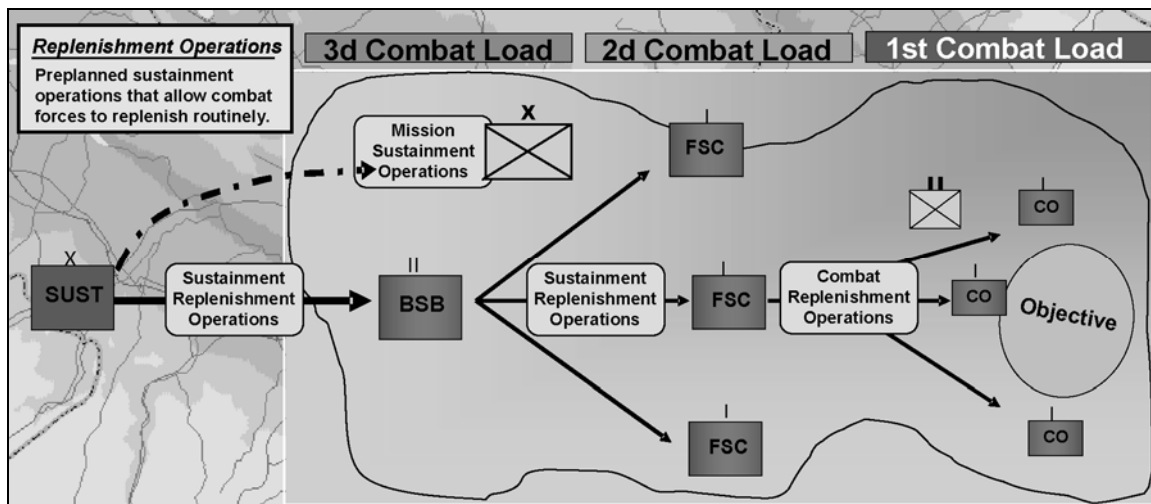 Replenishment Operations
Preplanned sustainment
operations that allow combat
forces to replenish routinely.
3d Combat Load
2d Combat Load
1st Combat Load
X
Mission
Sustainment
Operations
I
FSC
II
I
CO
X
SUST
Sustainment
Replenishment
Operations
II
BSB
Sustainment
Replenishment
Operations
I
FSC
Combat
Replenishment
Operations
I
CO
Objective
I
FSC
I
CO